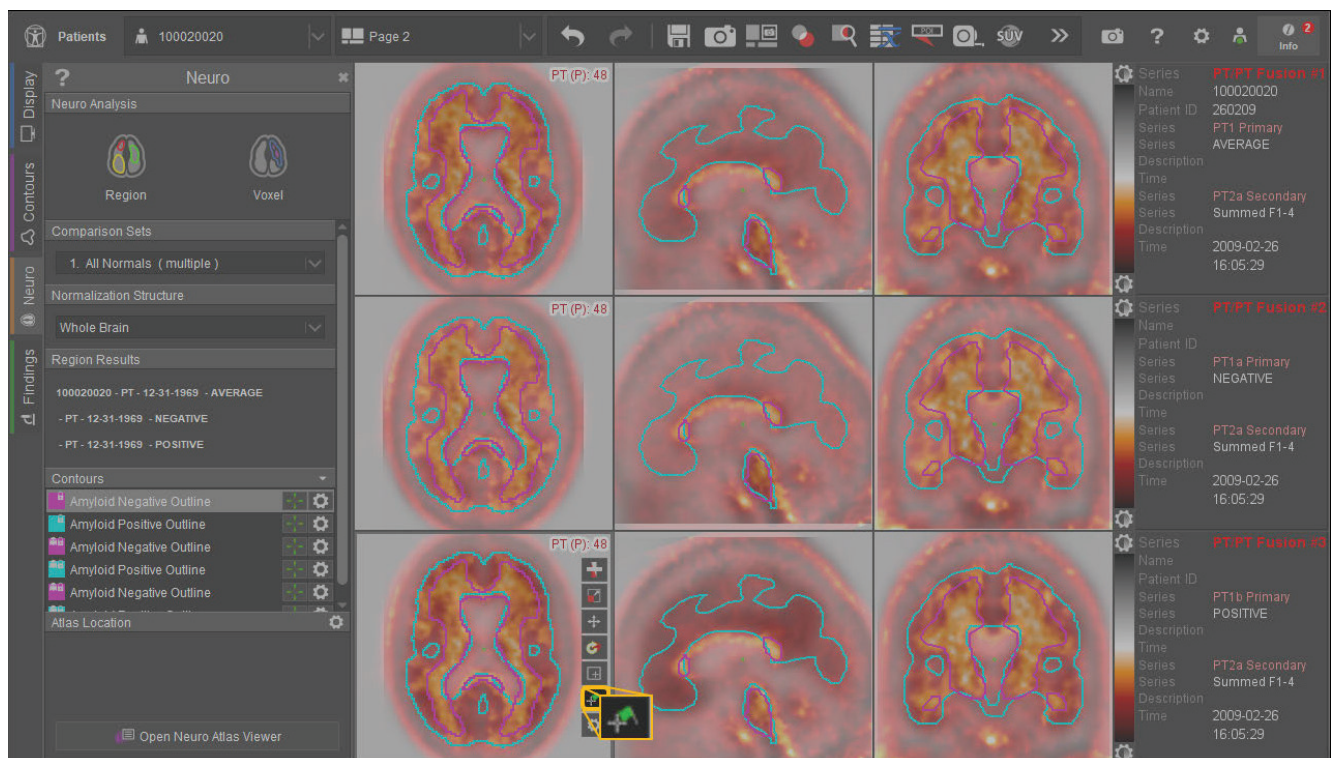 Patients
100020020
Page 2
POI
SUV
?
2
Info
Display
Contours
Neuro
Findings
? Neuro
Neuro Analysis
Region Voxel
Comparison Sets
1. All Normals ( multiple )
Normalization Structure
Whole Brain
Region Results
100020020 - PT - 12-31-1969 - AVERAGE
- PT - 12-31-1969 - NEGATIVE
- PT - 12-31-1969 - POSITIVE
Contours
Amyloid Negative Outline
Amyloid Positive Outline
Amyloid Negative Outline
Amyloid Positive Outline
Amyloid Negative Outline
Atlas Location
Open Neuro Atlas Viewer
PT (P): 48
PT (P): 48
PT (P): 48
Series PT/PT Fusion #1
Name 100020020
Patient ID 260209
Series PT1 Primary
Series AVERAGE
Description
Time
Series PT2a Secondary
Series Summed F1-4
Description
Time 2009-02-26
16:05:29
Series PT/PT Fusion #2
Name
Patient ID
Series PT1a Primary
Series NEGATIVE
Description
Time
Series PT2a Secondary
Series Summed F1-4
Description
Time 2009-02-26
16:05:29
Series PT/PT Fusion #3
Name
Patient ID
Series PT1b Primary
Series POSITIVE
Description
Time
Series PT2a Secondary
Series Summed F1-4
Description
Time 2009-02-26
16:05:29